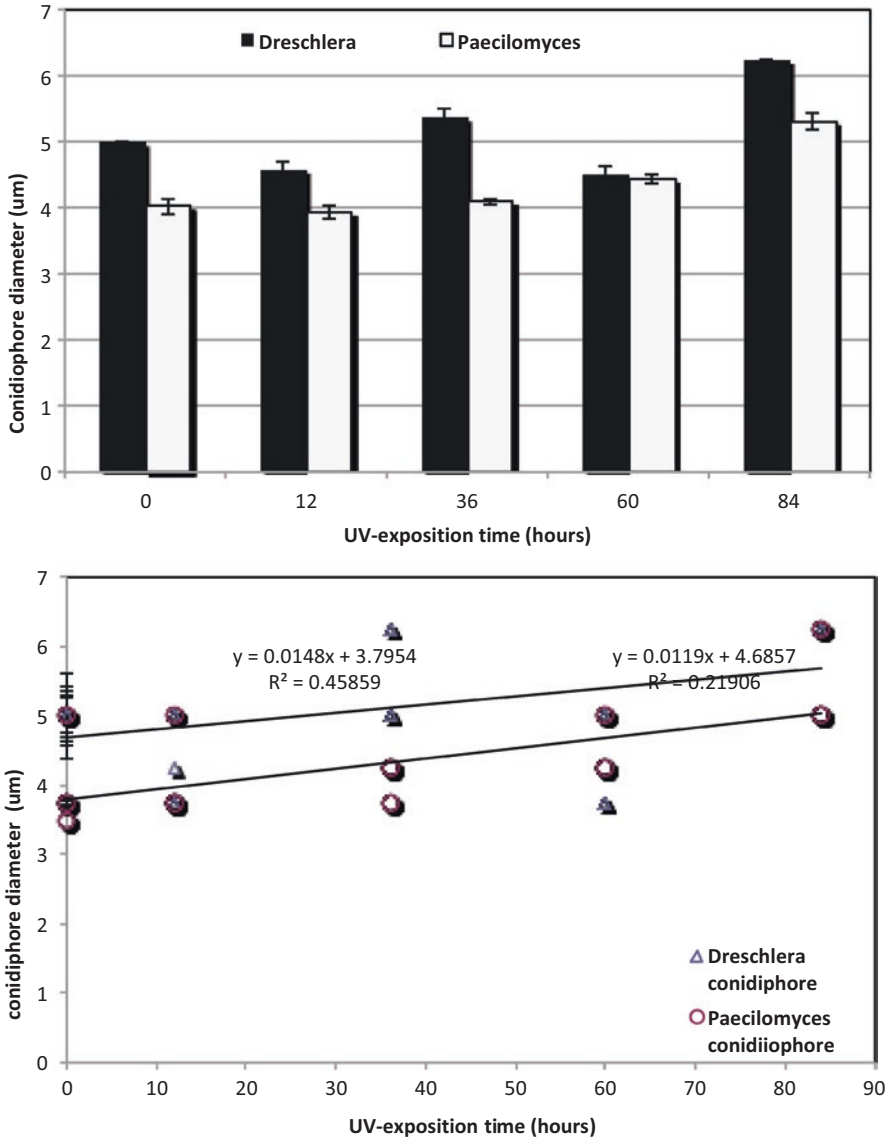 7
Dreschlera Paecilomyces
6
5
4
3
2
1
0
Conidiophore diameter (um)
0 12 36 60 84
UV-exposition time (hours)
7
6
y = 0.0148x + 3.7954 y = 0.0119x + 4.6857
R² = 0.45859 R² = 0.21906
5
4
3
2
1
0
conidiphore diameter (um)
Dreschlera
conidiphore
Paecilomyces
conidiiophore
0 10 20 30 40 50 60 70 80 90
UV-exposition time (hours)